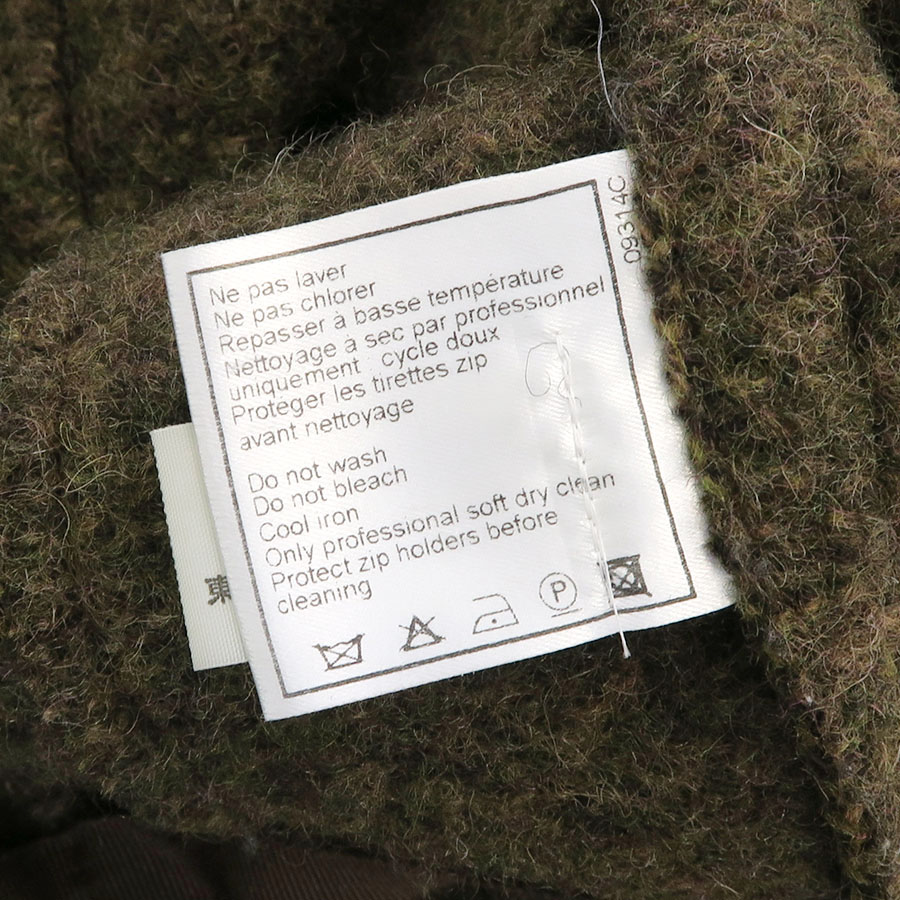 Ne pas laver
Ne pas chlorer
Repasser à basse température
Nettoyage à sec par professionnel
uniquement : cycle doux
Protéger les tirettes zip
avant nettoyage
Do not wash
Do not bleach
Cool iron
Only professional soft dry clean
Protect zip holders before
cleaning
P
09314C
東